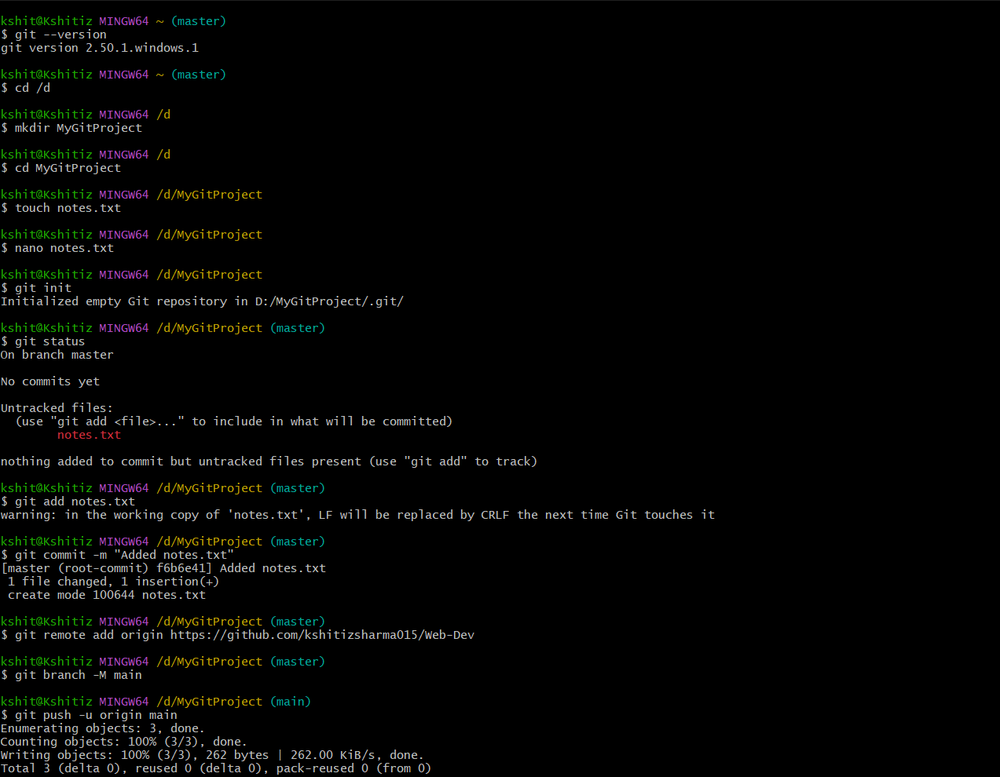 kshit@Kshitiz MINGW64 ~ (master)
$ git --version
git version 2.50.1.windows.1

kshit@Kshitiz MINGW64 ~ (master)
$ cd /d

kshit@Kshitiz MINGW64 /d
$ mkdir MyGitProject

kshit@Kshitiz MINGW64 /d
$ cd MyGitProject

kshit@Kshitiz MINGW64 /d/MyGitProject
$ touch notes.txt

kshit@Kshitiz MINGW64 /d/MyGitProject
$ nano notes.txt

kshit@Kshitiz MINGW64 /d/MyGitProject
$ git init
Initialized empty Git repository in D:/MyGitProject/.git/

kshit@Kshitiz MINGW64 /d/MyGitProject (master)
$ git status
On branch master

No commits yet

Untracked files:
  (use "git add <file>..." to include in what will be committed)
        notes.txt

nothing added to commit but untracked files present (use "git add" to track)

kshit@Kshitiz MINGW64 /d/MyGitProject (master)
$ git add notes.txt
warning: in the working copy of 'notes.txt', LF will be replaced by CRLF the next time Git touches it

kshit@Kshitiz MINGW64 /d/MyGitProject (master)
$ git commit -m "Added notes.txt"
[master (root-commit) f6b6e41] Added notes.txt
 1 file changed, 1 insertion(+)
 create mode 100644 notes.txt

kshit@Kshitiz MINGW64 /d/MyGitProject (master)
$ git remote add origin https://github.com/kshitizsharma015/Web-Dev

kshit@Kshitiz MINGW64 /d/MyGitProject (master)
$ git branch -M main

kshit@Kshitiz MINGW64 /d/MyGitProject (main)
$ git push -u origin main
Enumerating objects: 3, done.
Counting objects: 100% (3/3), done.
Writing objects: 100% (3/3), 262 bytes | 262.00 KiB/s, done.
Total 3 (delta 0), reused 0 (delta 0), pack-reused 0 (from 0)